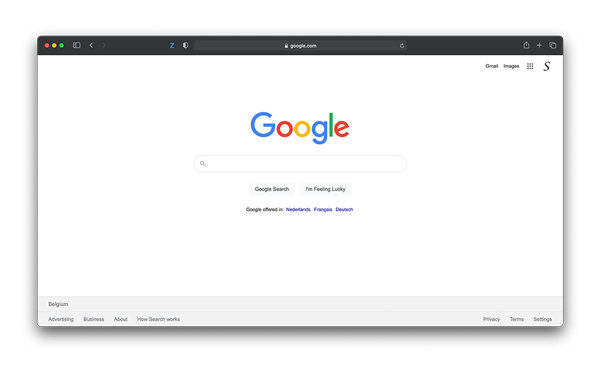 Z google.com
Gmail Images S
Google
Google Search I'm Feeling Lucky
Google offered in: Nederlands Français Deutsch
Belgium
Advertising Business About How Search works Privacy Terms Settings